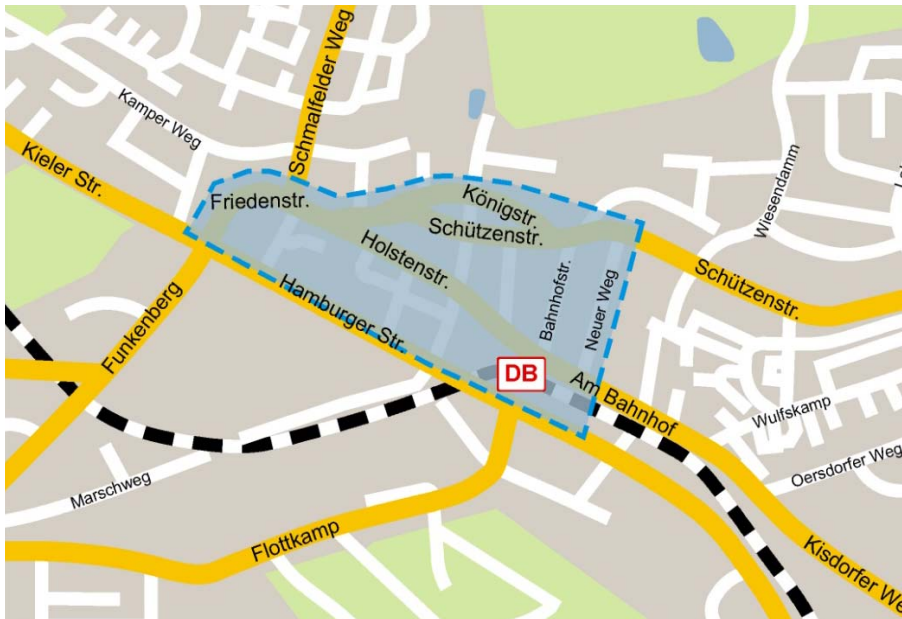 Kamper Weg
Schmalfelder Weg
Kieler Str.
Friedenstr.
Königstr.
Schützenstr.
Wiesendamm
Holstenstr.
Bahnhofstr.
Neuer Weg
Schützenstr.
Funkenberg
Hamburger Str.
DB
Am Bahnhof
Wulfskamp
Oersdorfer Weg
Marschweg
Flottkamp
Kisdorfer We